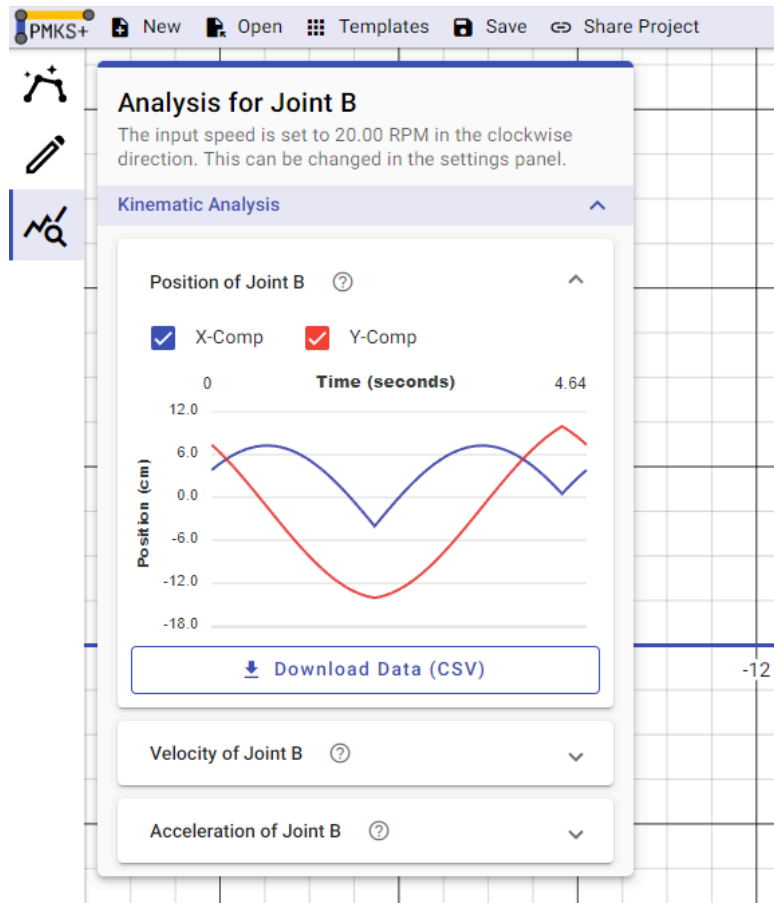 PMKS+ New Open Templates Save Share Project
Analysis for Joint B
The input speed is set to 20.00 RPM in the clockwise
direction. This can be changed in the settings panel.
Kinematic Analysis
Position of Joint B ?
X-Comp Y-Comp
0 Time (seconds) 4.64
12.0
6.0
0.0
-6.0
-12.0
-18.0
Position (cm)
Download Data (CSV)
-12
Velocity of Joint B ?
Acceleration of Joint B ?